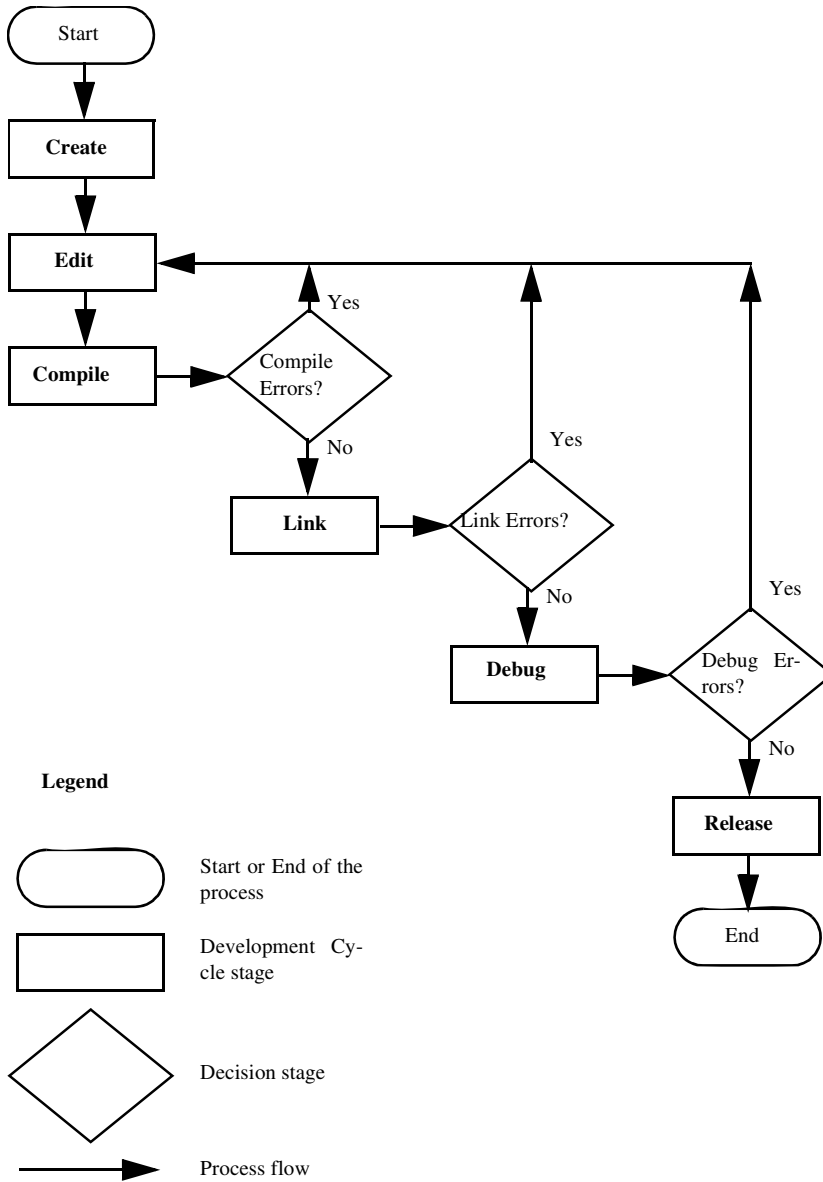 Start
Create
Edit
Yes
Compile
Compile
Errors?
No
Yes
Link
Link Errors?
No
Yes
Debug
Debug Er-
rors?
No
Legend
Release
Start or End of the
process
End
Development Cy-
cle stage
Decision stage
Process flow